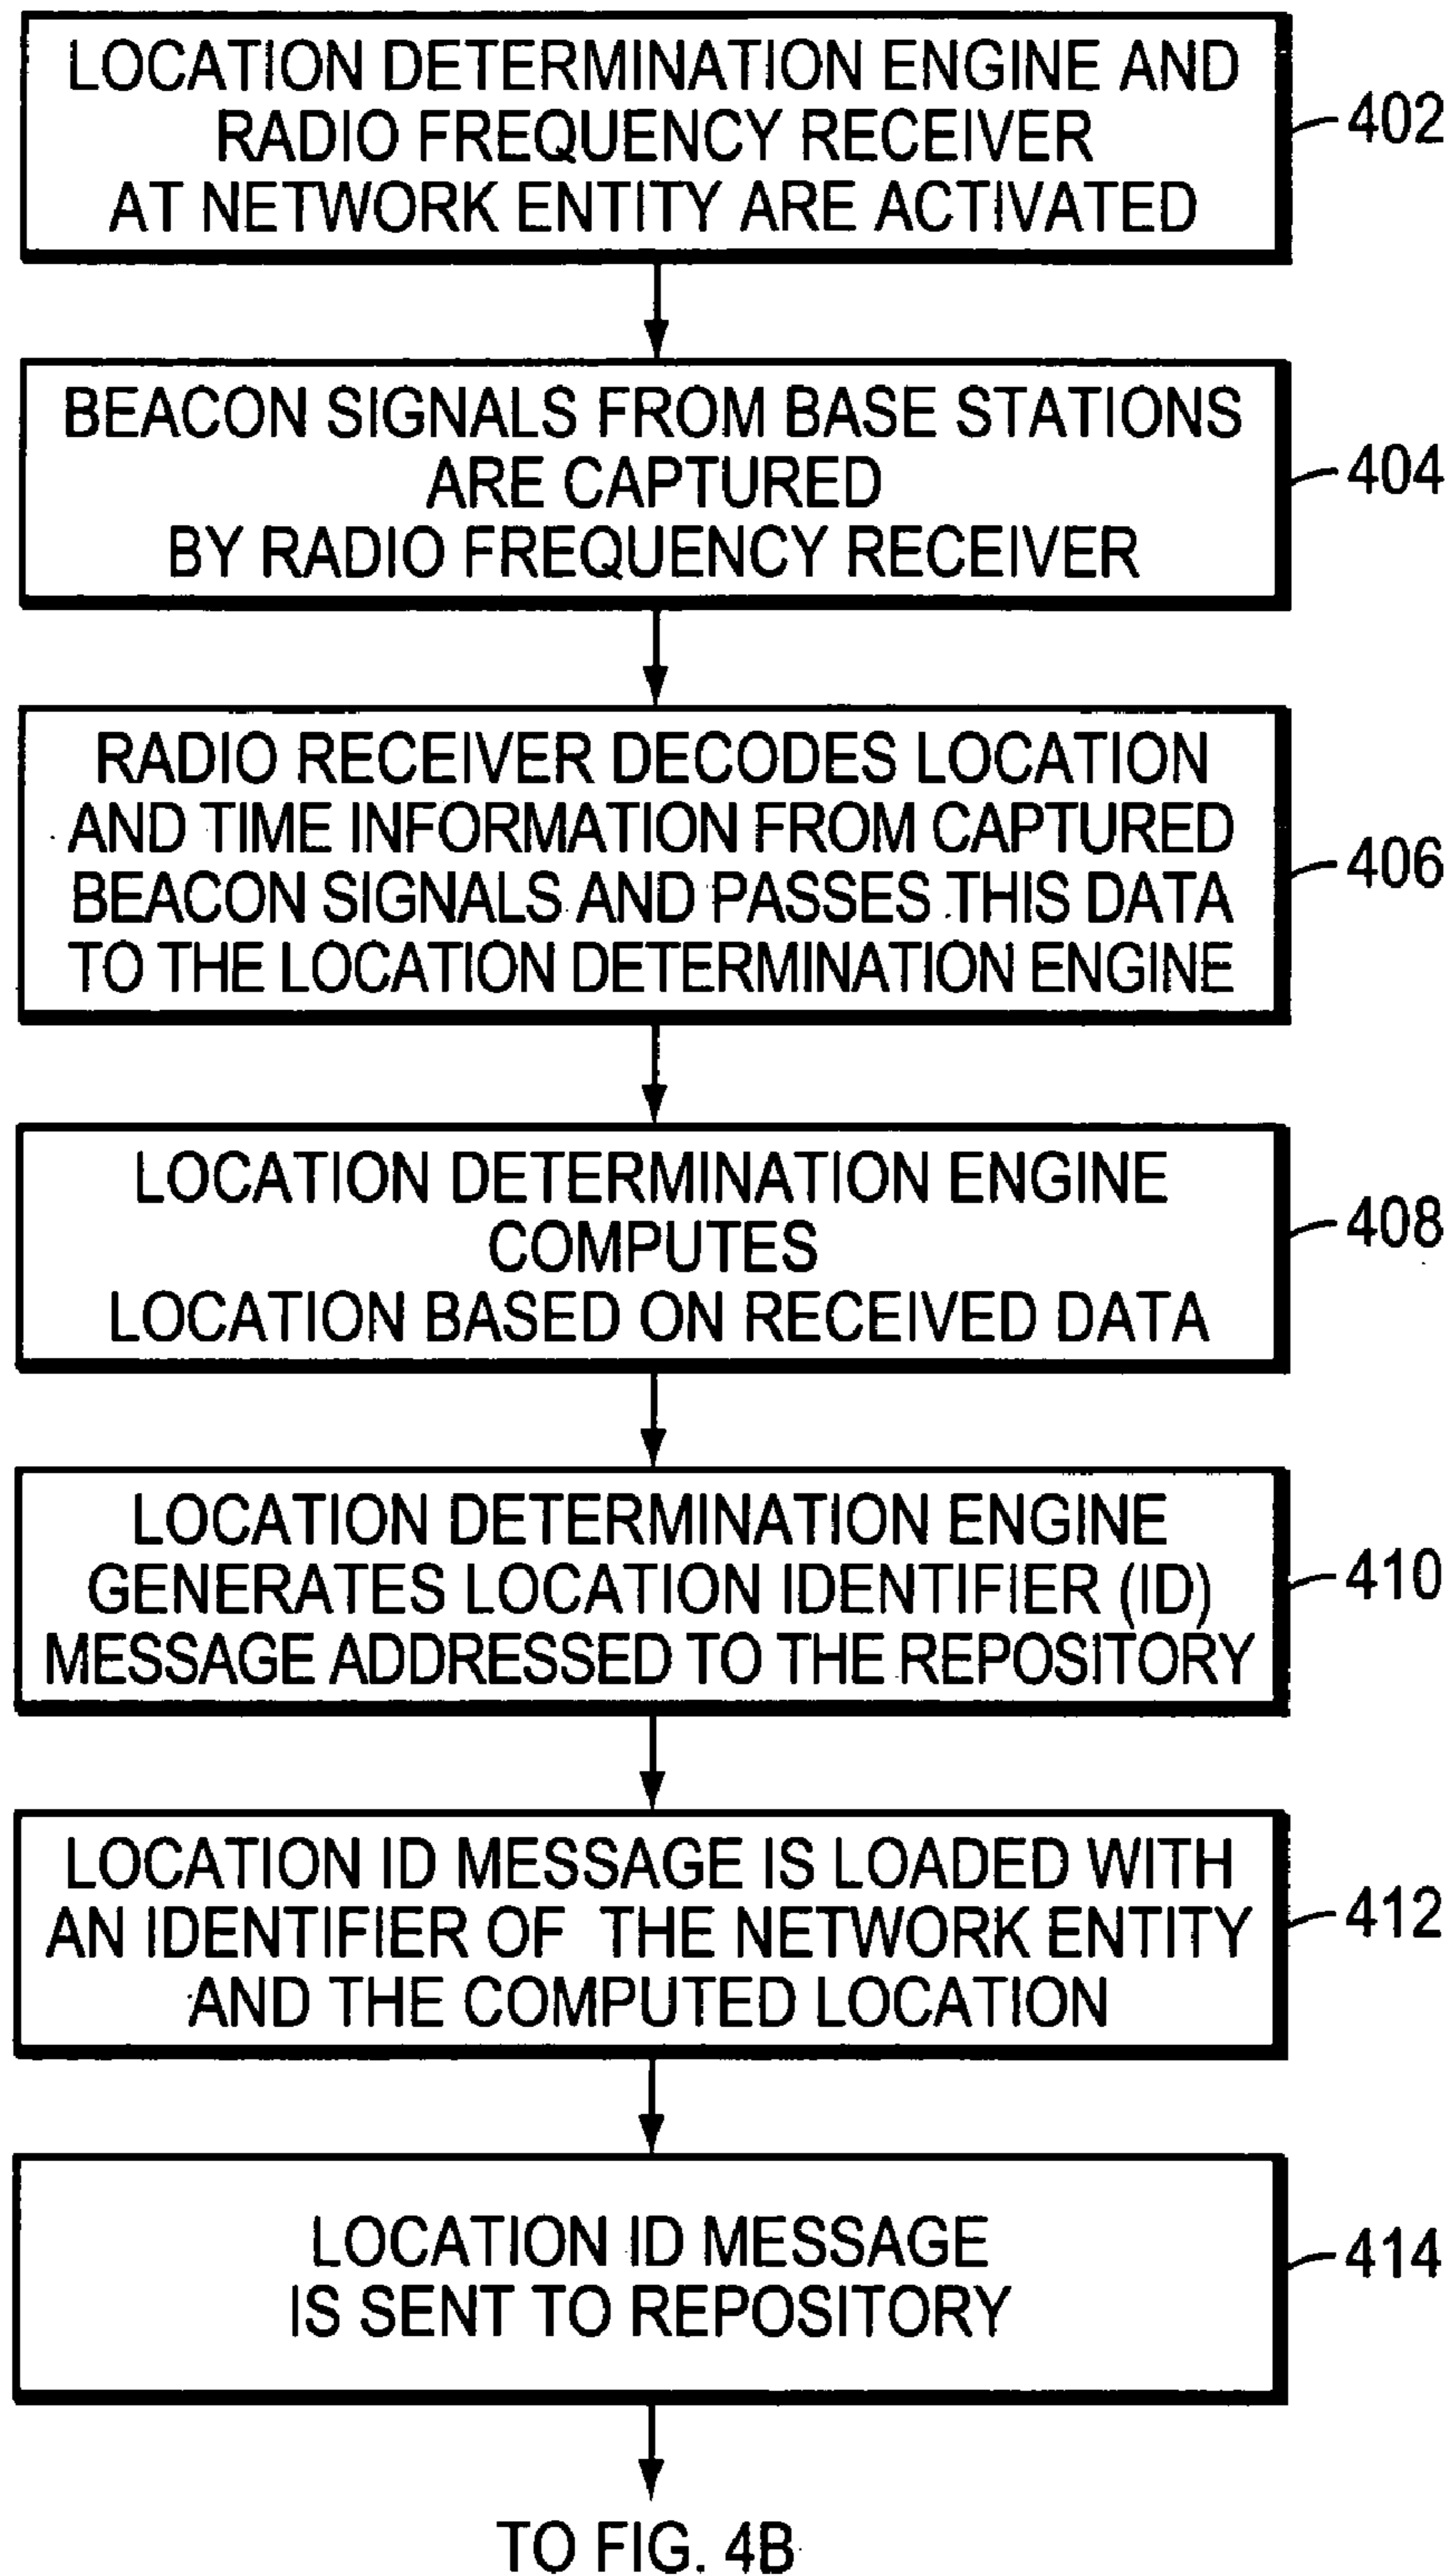 LOCATION DETERMINATION ENGINE AND
RADIO FREQUENCY RECEIVER
AT NETWORK ENTITY ARE ACTIVATED
402
BEACON SIGNALS FROM BASE STATIONS
ARE CAPTURED
BY RADIO FREQUENCY RECEIVER
404
RADIO RECEIVER DECODES LOCATION
AND TIME INFORMATION FROM CAPTURED
BEACON SIGNALS AND PASSES THIS DATA
TO THE LOCATION DETERMINATION ENGINE
406
LOCATION DETERMINATION ENGINE
COMPUTES
LOCATION BASED ON RECEIVED DATA
408
LOCATION DETERMINATION ENGINE
GENERATES LOCATION IDENTIFIER (ID)
MESSAGE ADDRESSED TO THE REPOSITORY
410
LOCATION ID MESSAGE IS LOADED WITH
AN IDENTIFIER OF THE NETWORK ENTITY
AND THE COMPUTED LOCATION
412
LOCATION ID MESSAGE
IS SENT TO REPOSITORY
414
TO FIG. 4B